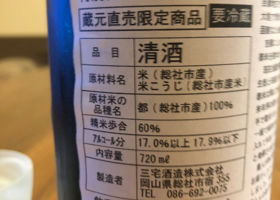 蔵元直売限定商品 要冷蔵
品目 清酒
原材料名 米(総社市産)
米こうじ(総社市産米)
原材米の品種名 都(総社市産)100%
精米歩合 60%
アルコール分 17.0%以上17.9%以下
内容量 720ml
製造者 三宅酒造株式会社
岡山県総社市宿355
TEL 086-692-0075